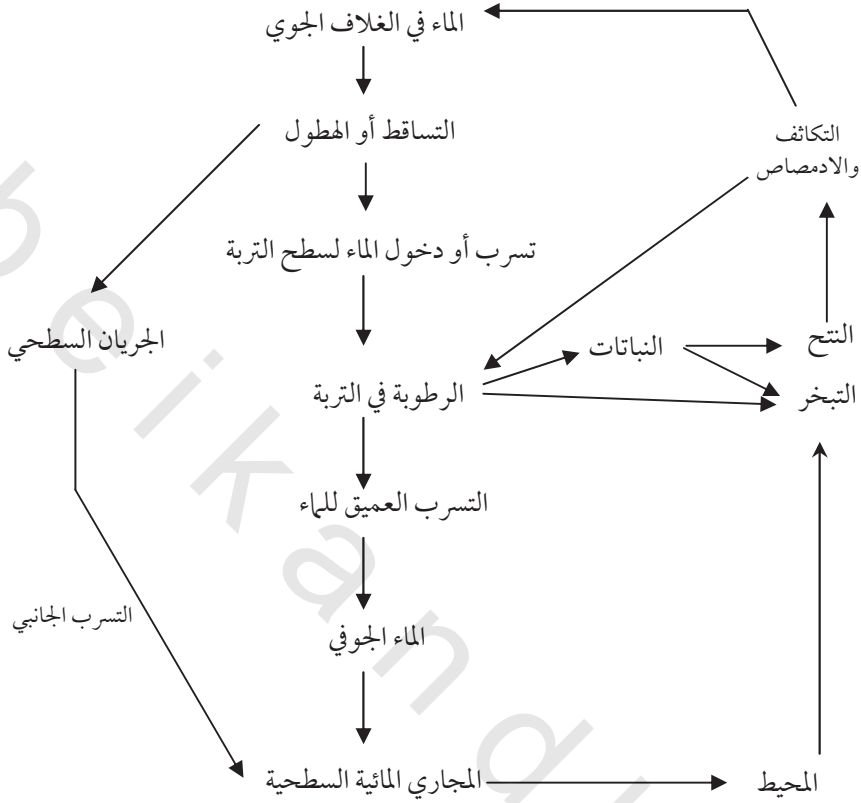 الماء في الغلاف الجوي
التساقط أو الهطول
التكاثف
والادمصاص
تسرب أو دخول الماء لسطح التربة
الجريان السطحي
النباتات
النتح
الرطوبة في التربة
التبخر
التسرب العميق للماء
التسرب الجانبي
الماء الجوفي
المجاري المائية السطحية
المحيط
beikand